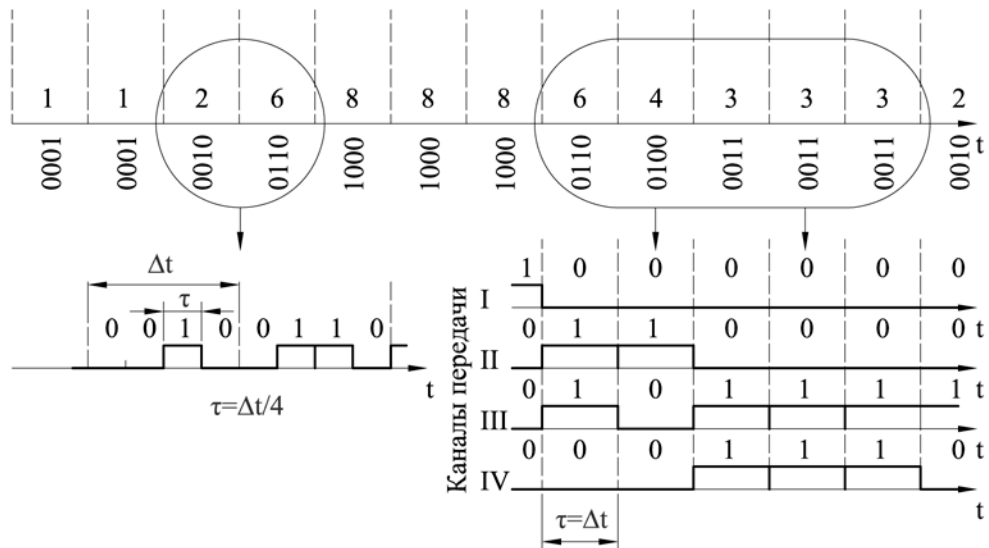 1 1 2 6 8 8 8 6 4 3 3 3 2
t
0001 0001 0010 0110 1000 1000 1000 0110 0100 0011 0011 0011 0010
Δt
τ
0 0 1 0 0 1 1 0
t
τ=Δt/4
Каналы передачи
1 0 0 0 0 0
I
t
0 1 1 0 0 0 0
II
t
0 1 0 1 1 1 1
III
t
0 0 0 1 1 1 0
IV
t
τ=Δt